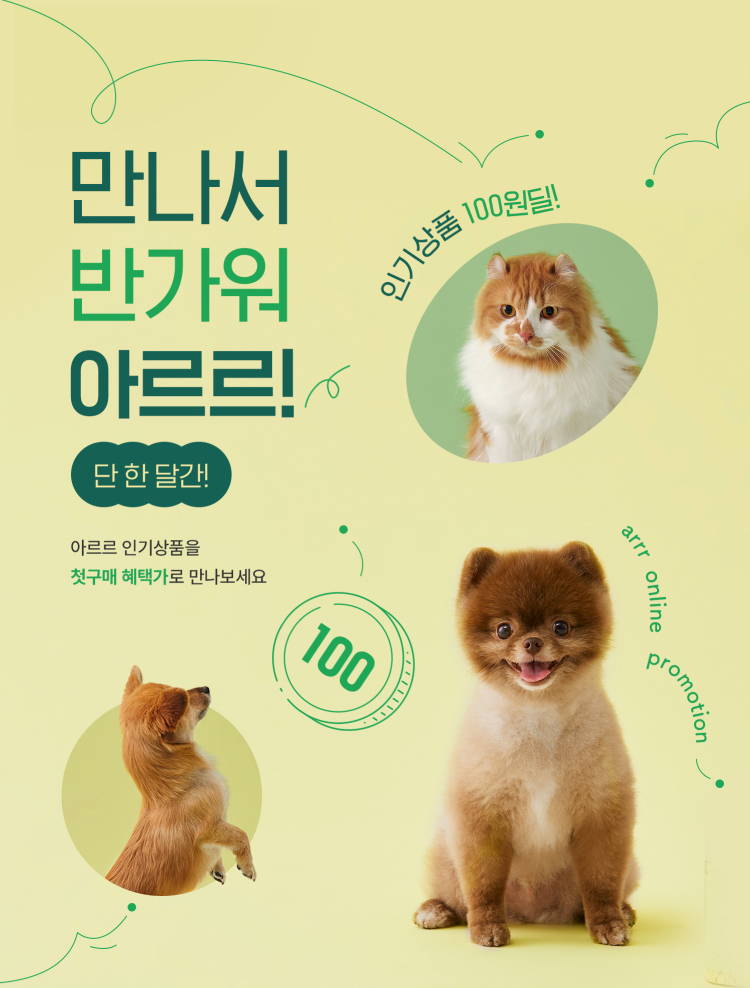 만나서
반가워
아르르!
단 한 달간!
아르르 인기상품을
첫구매 혜택가로 만나보세요
인기상품 100원딜!
100
arrr online
promotion